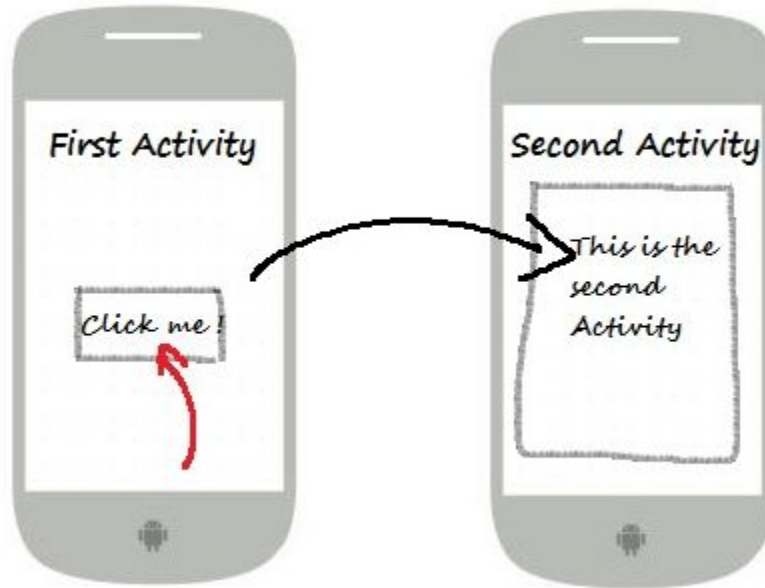 First Activity
Click me !
Second Activity
This is the
second
Activity